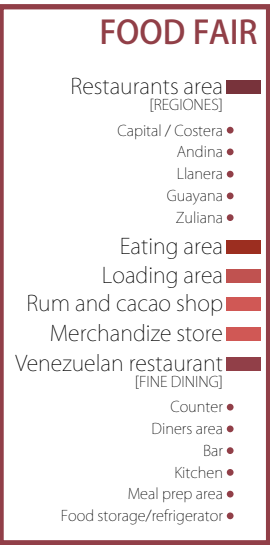 FOOD FAIR
Restaurants area
[REGIONES]
Capital / Costera
Andina
Llanera
Guayana
Zuliana
Eating area
Loading area
Rum and cacao shop
Merchandize store
Venezuelan restaurant
[FINE DINING]
Counter
Diners area
Bar
Kitchen
Meal prep area
Food storage/refrigerator